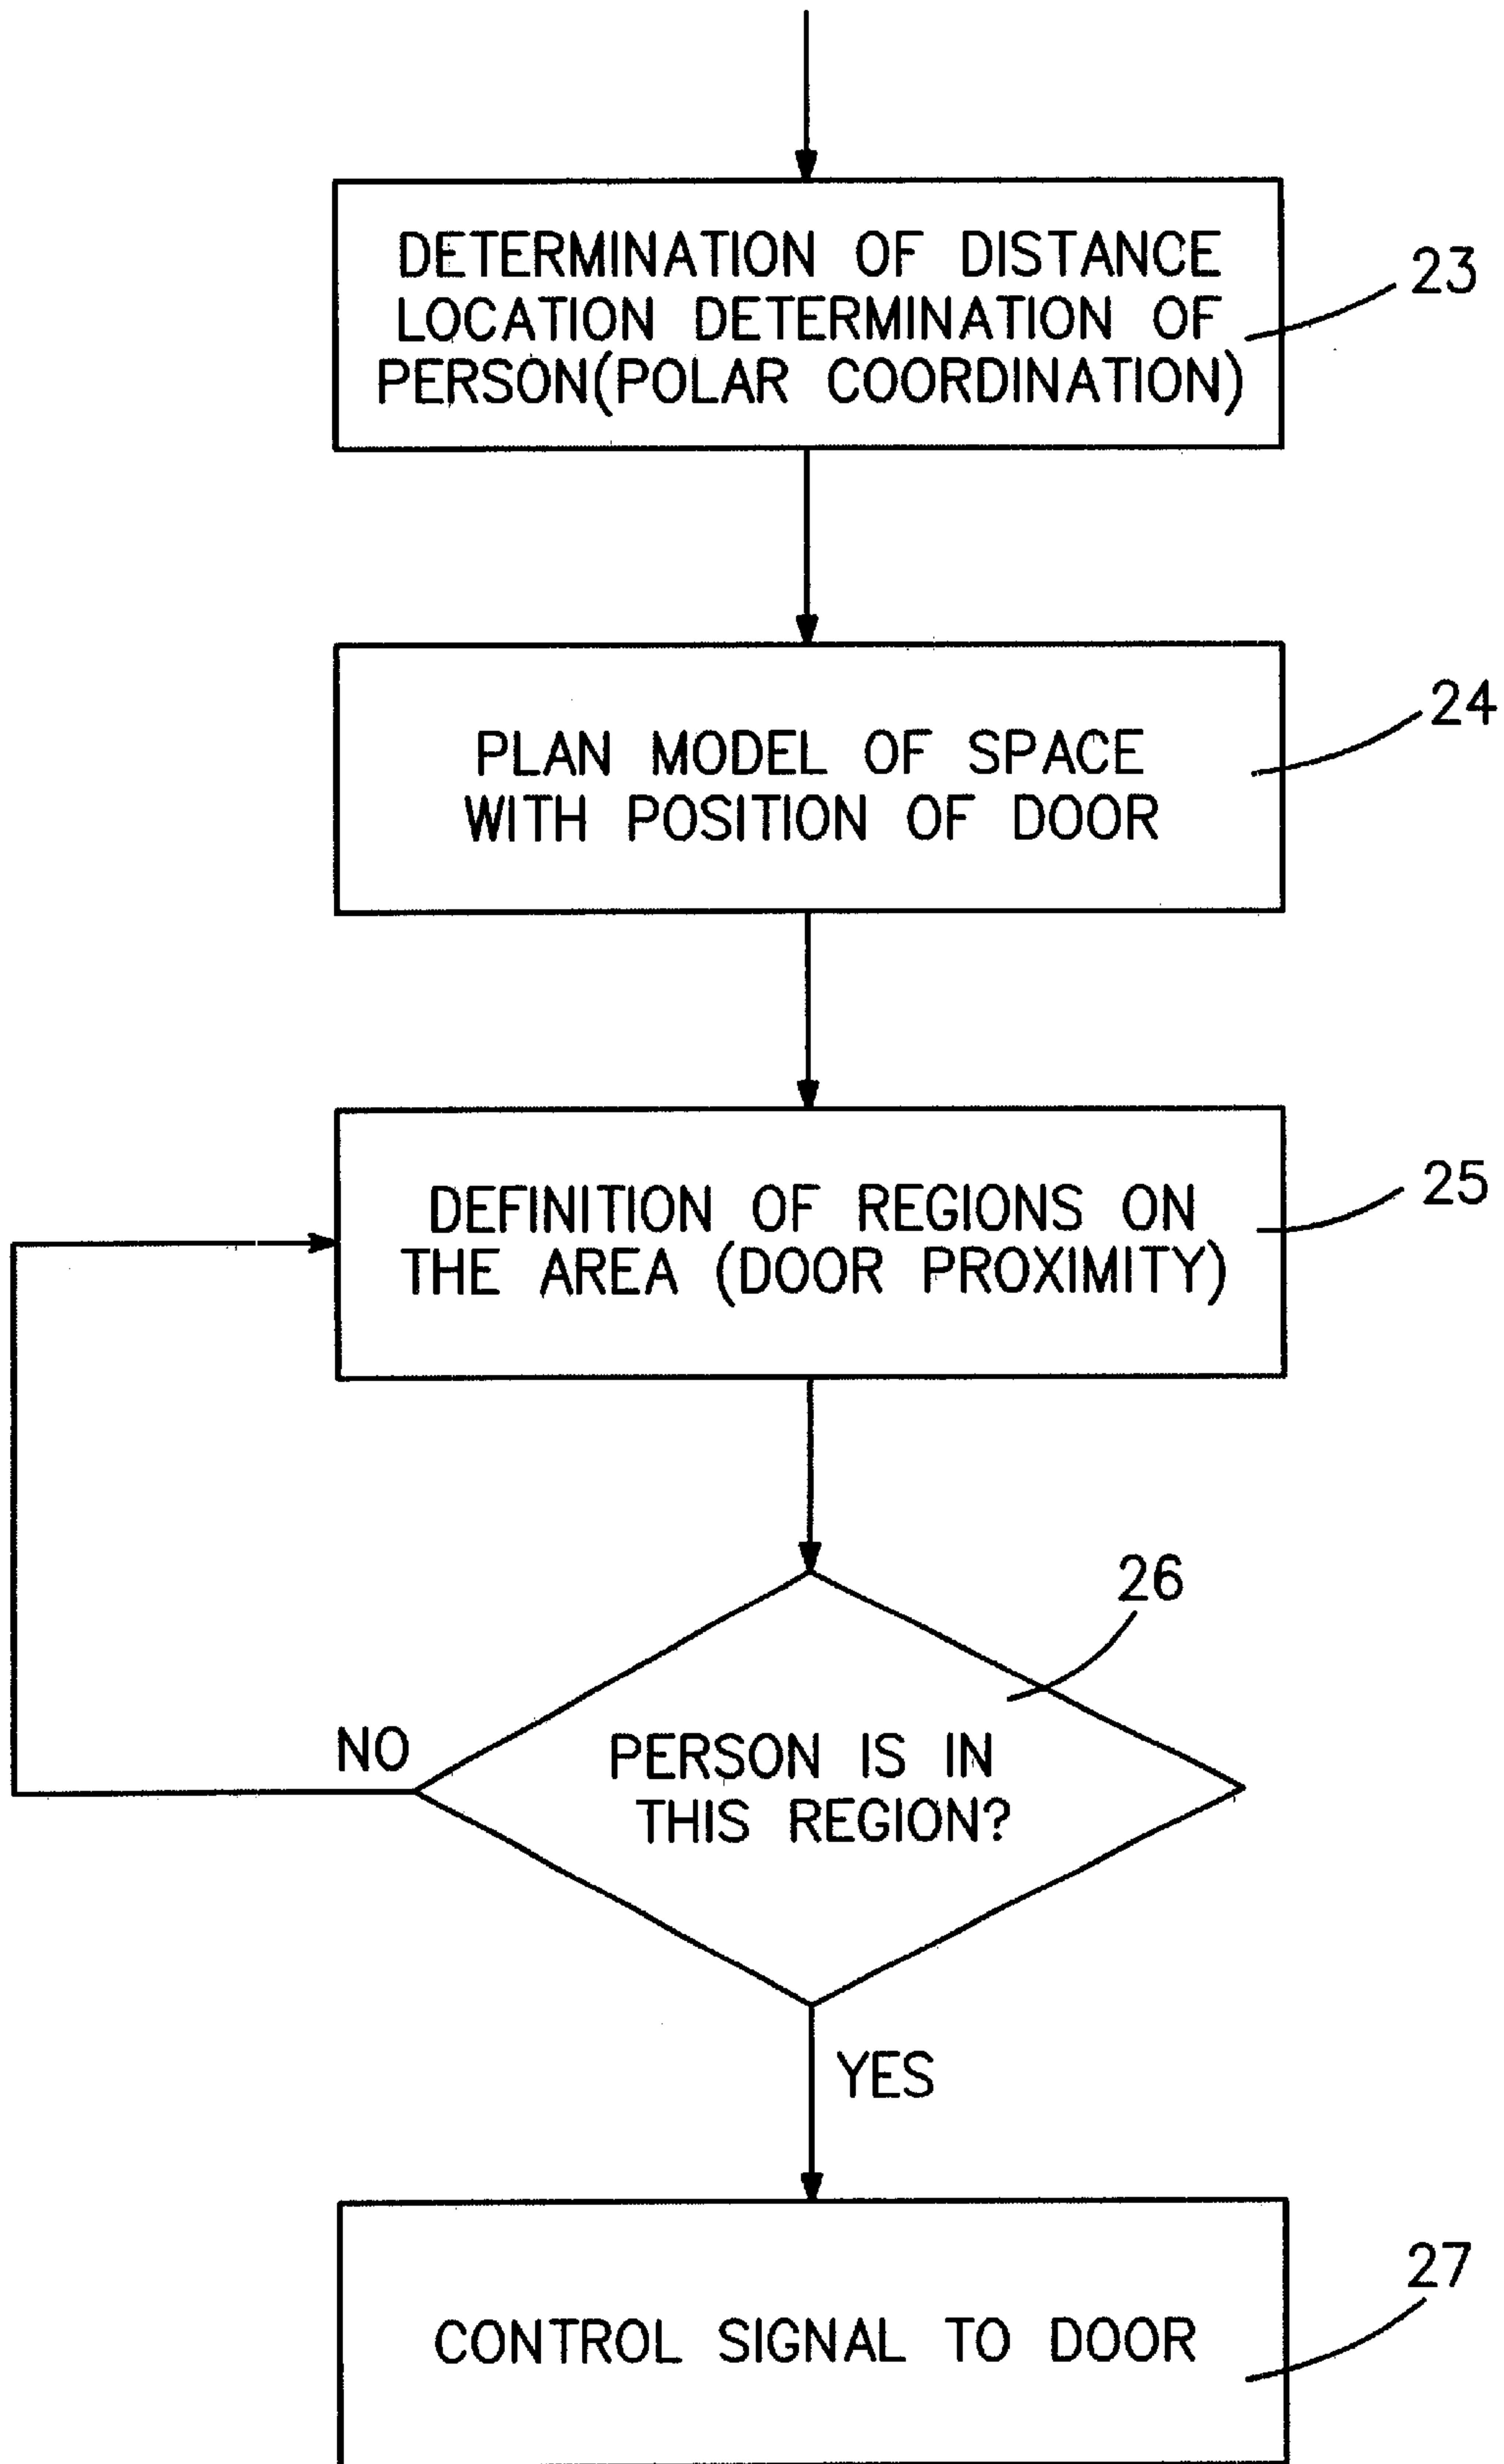 DETERMINATION OF DISTANCE
LOCATION DETERMINATION OF
PERSON(POLAR COORDINATION)
23
PLAN MODEL OF SPACE
WITH POSITION OF DOOR
24
DEFINITION OF REGIONS ON
THE AREA (DOOR PROXIMITY)
25
26
PERSON IS IN
THIS REGION?
NO
YES
CONTROL SIGNAL TO DOOR
27